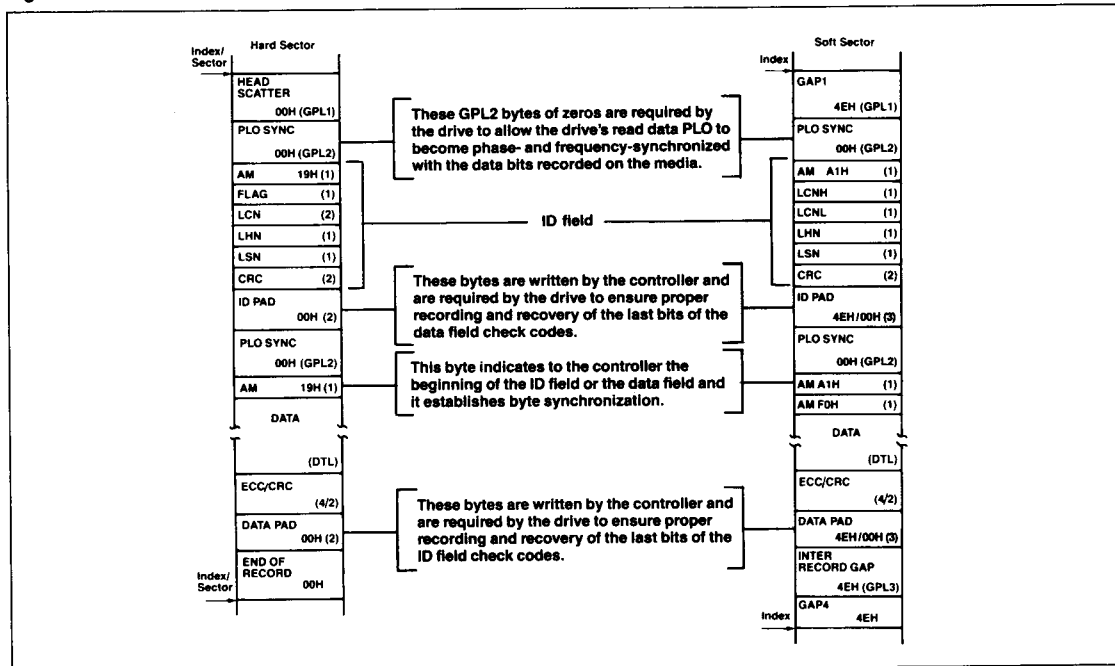 Hard Sector
Index/
Sector
HEAD
SCATTER
00H (GPL1)
PLO SYNC
00H (GPL2)
AM 19H (1)
FLAG (1)
LCN (2)
LHN (1)
LSN (1)
CRC (2)
ID PAD
00H (2)
PLO SYNC
00H (GPL2)
AM 19H (1)
DATA
(DTL)
ECC/CRC
(4/2)
DATA PAD
00H (2)
END OF
RECORD
00H
Index/
Sector
These GPL2 bytes of zeros are required by
the drive to allow the drive's read data PLO to
become phase- and frequency-synchronized
with the data bits recorded on the media.
ID field
These bytes are written by the controller and
are required by the drive to ensure proper
recording and recovery of the last bits of the
data field check codes.
This byte indicates to the controller the
beginning of the ID field or the data field and
it establishes byte synchronization.
These bytes are written by the controller and
are required by the drive to ensure proper
recording and recovery of the last bits of the
ID field check codes.
Soft Sector
Index
GAP1
4EH (GPL1)
PLO SYNC
00H (GPL2)
AM A1H (1)
LCNH (1)
LCNL (1)
LHN (1)
LSN (1)
CRC (2)
ID PAD
4EH/00H (3)
PLO SYNC
00H (GPL2)
AM A1H (1)
AM F0H (1)
DATA
(DTL)
ECC/CRC
(4/2)
DATA PAD
4EH/00H (3)
INTER
RECORD GAP
4EH (GPL3)
GAP4
4EH
Index